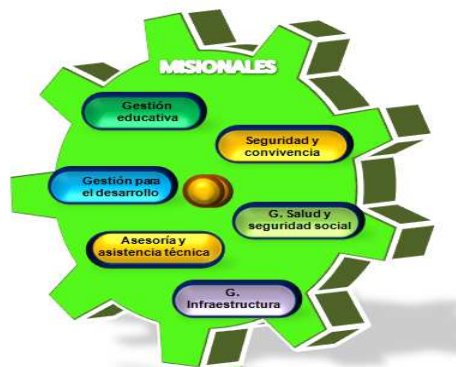 MISIONALES
Gestión
educativa
Seguridad y
convivencia
Gestión para
el desarrollo
G. Salud y
seguridad social
Asesoría y
asistencia técnica
G.
Infraestructura